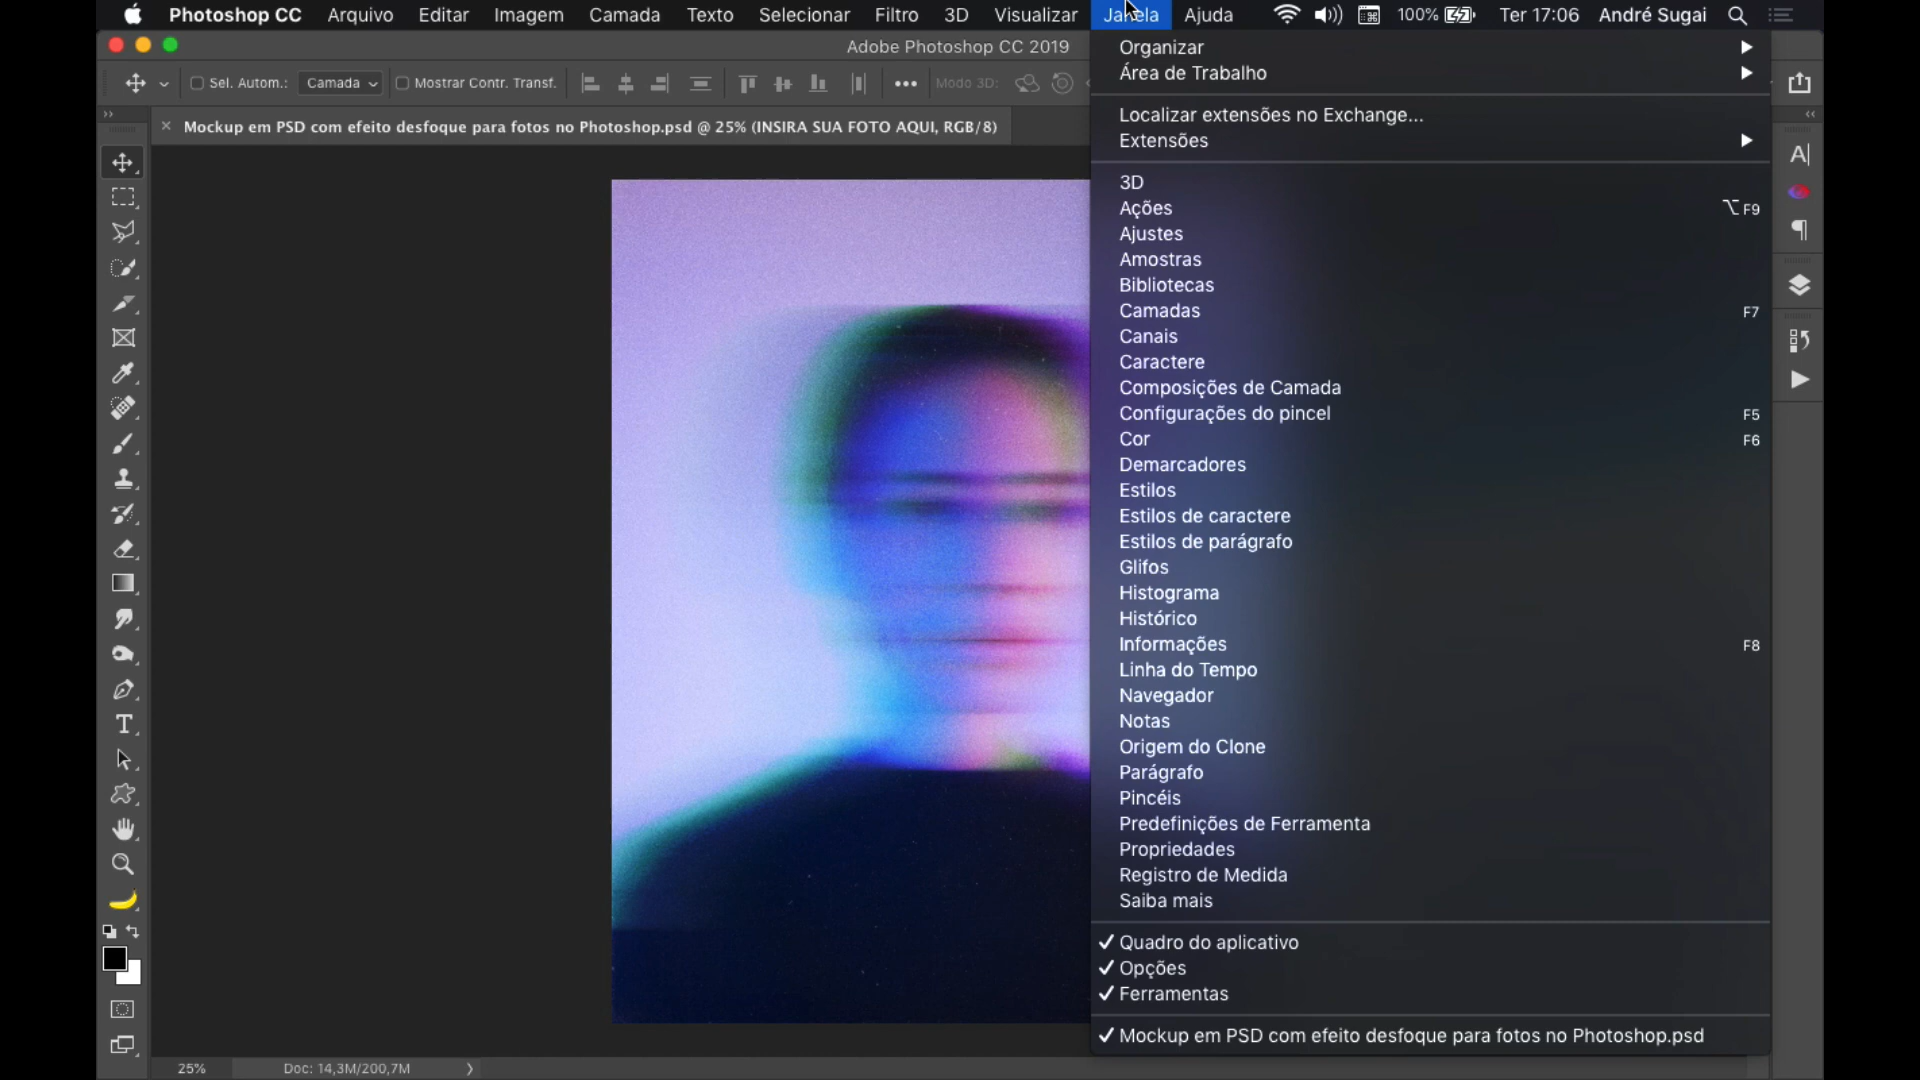 Photoshop CC Arquivo Editar Imagem Camada Texto Selecionar Filtro 3D Visualizar Janela Ajuda 100% Ter 17:06 André Sugai
Adobe Photoshop CC 2019
Sel. Autom.: Camada Mostrar Contr. Transf. Modo 3D:
Mockup em PSD com efeito desfoque para fotos no Photoshop.psd @ 25% (INSIRA SUA FOTO AQUI, RGB/8)
Organizar
Área de Trabalho
Localizar extensões no Exchange...
Extensões
3D
Ações ⌥F9
Ajustes
Amostras
Bibliotecas
Camadas F7
Canais
Caractere
Composições de Camada
Configurações do pincel F5
Cor F6
Demarcadores
Estilos
Estilos de caractere
Estilos de parágrafo
Glifos
Histograma
Histórico
Informações F8
Linha do Tempo
Navegador
Notas
Origem do Clone
Parágrafo
Pincéis
Predefinições de Ferramenta
Propriedades
Registro de Medida
Saiba mais
✓ Quadro do aplicativo
✓ Opções
✓ Ferramentas
✓ Mockup em PSD com efeito desfoque para fotos no Photoshop.psd
25% Doc: 14,3M/200,7M